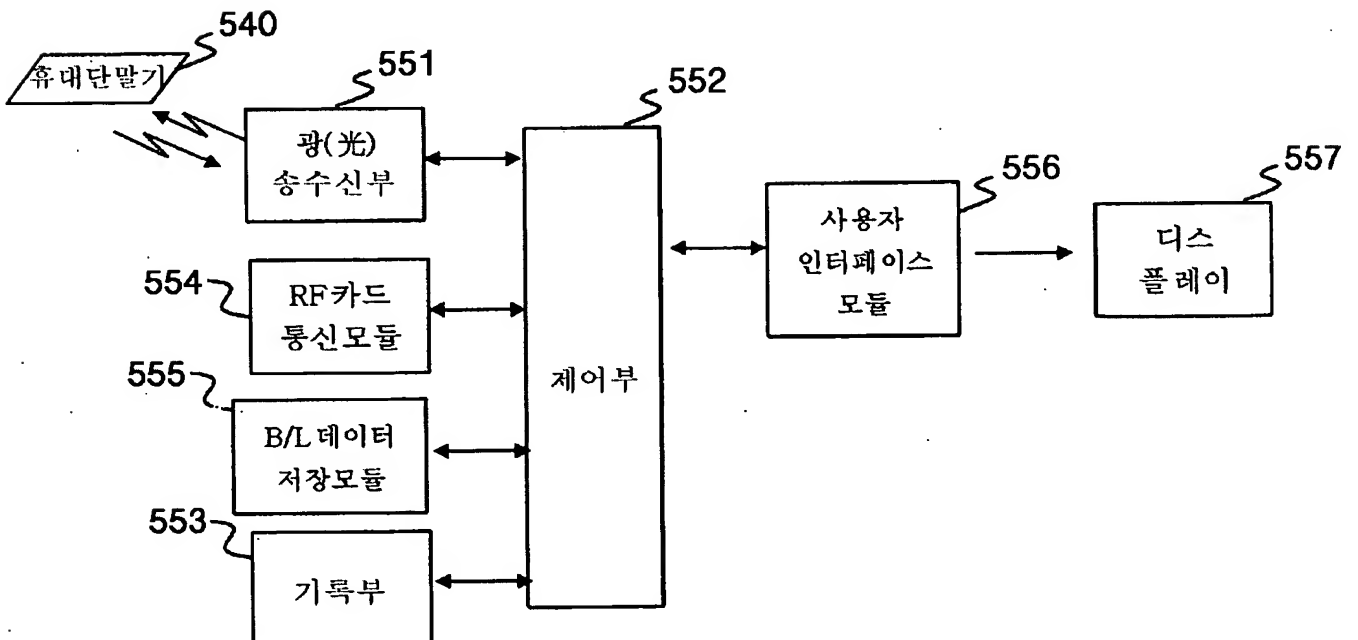 540
휴대단말기
551
광(光)
송수신부
552
556
사용자
인터페이스
모듈
557
디스
플레이
554
RF카드
통신모듈
제어부
555
B/L데이터
저장모듈
553
기록부